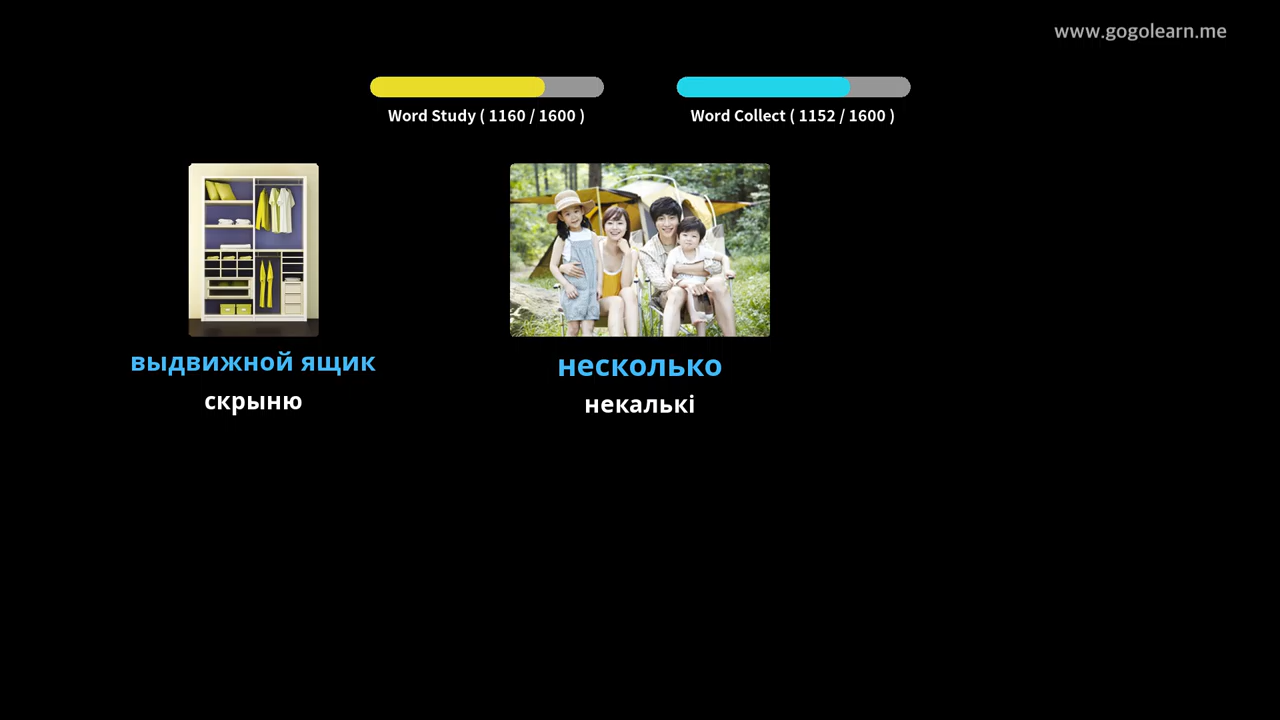 www.gogolearn.me
Word Study ( 1160 / 1600 )
Word Collect ( 1152 / 1600 )
выдвижной ящик
скрыню
несколько
некалькі